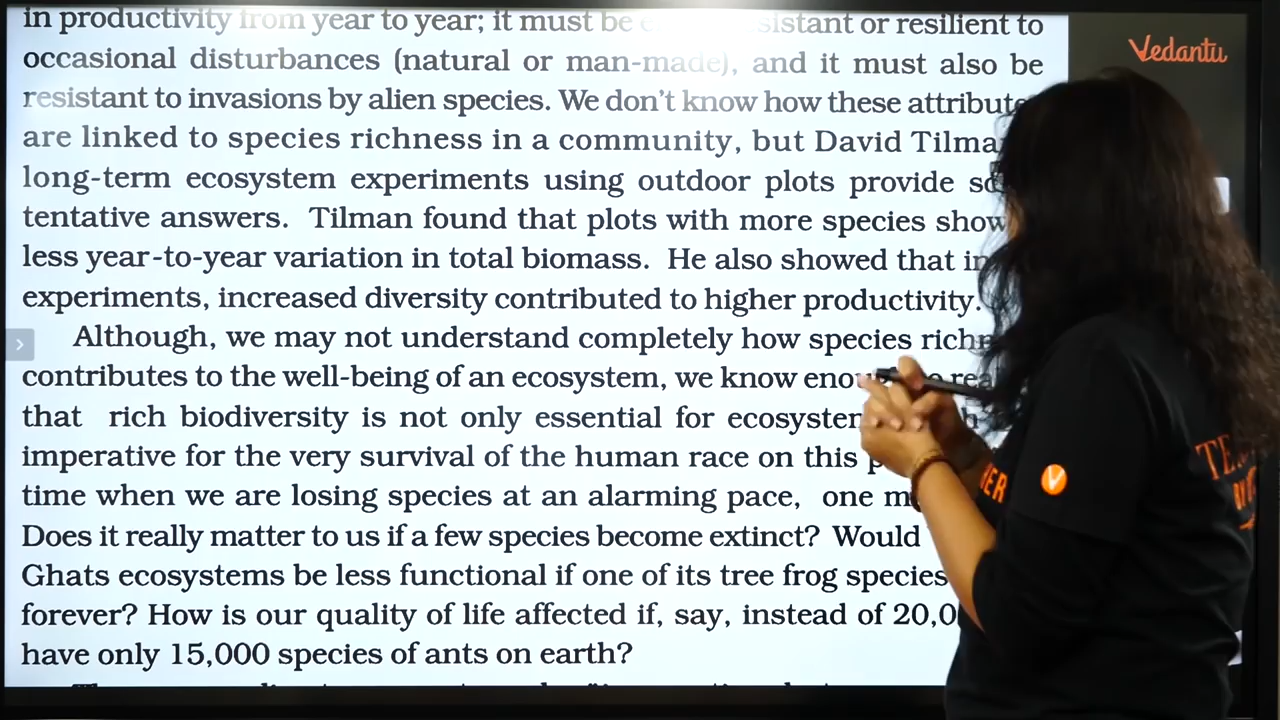 in productivity from year to year; it must be sistant or resilient to
occasional disturbances (natural or man-made), and it must also be
resistant to invasions by alien species. We don't know how these attribute
are linked to species richness in a community, but David Tilma
long-term ecosystem experiments using outdoor plots provide
tentative answers. Tilman found that plots with more species show
less year-to-year variation in total biomass. He also showed that in
experiments, increased diversity contributed to higher productivity.
Although, we may not understand completely how species rich
contributes to the well-being of an ecosystem, we know
that rich biodiversity is not only essential for ecosystem
imperative for the very survival of the human race on this
time when we are losing species at an alarming pace, one
Does it really matter to us if a few species become extinct? Would
Ghats ecosystems be less functional if one of its tree frog species
forever? How is our quality of life affected if, say, instead of 20,0
have only 15,000 species of ants on earth?
Vedantu